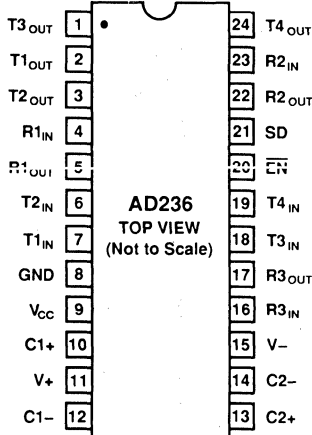 T3OUT 1 24 T4OUT
T1OUT 2 23 R2IN
T2OUT 3 22 R2OUT
R1IN 4 21 SD
R1OUT 5 20 EN
T2IN 6 AD236 19 T4IN
TOP VIEW
T1IN 7 (Not to Scale) 18 T3IN
GND 8 17 R3OUT
VCC 9 16 R3IN
C1+ 10 15 V–
V+ 11 14 C2–
C1– 12 13 C2+